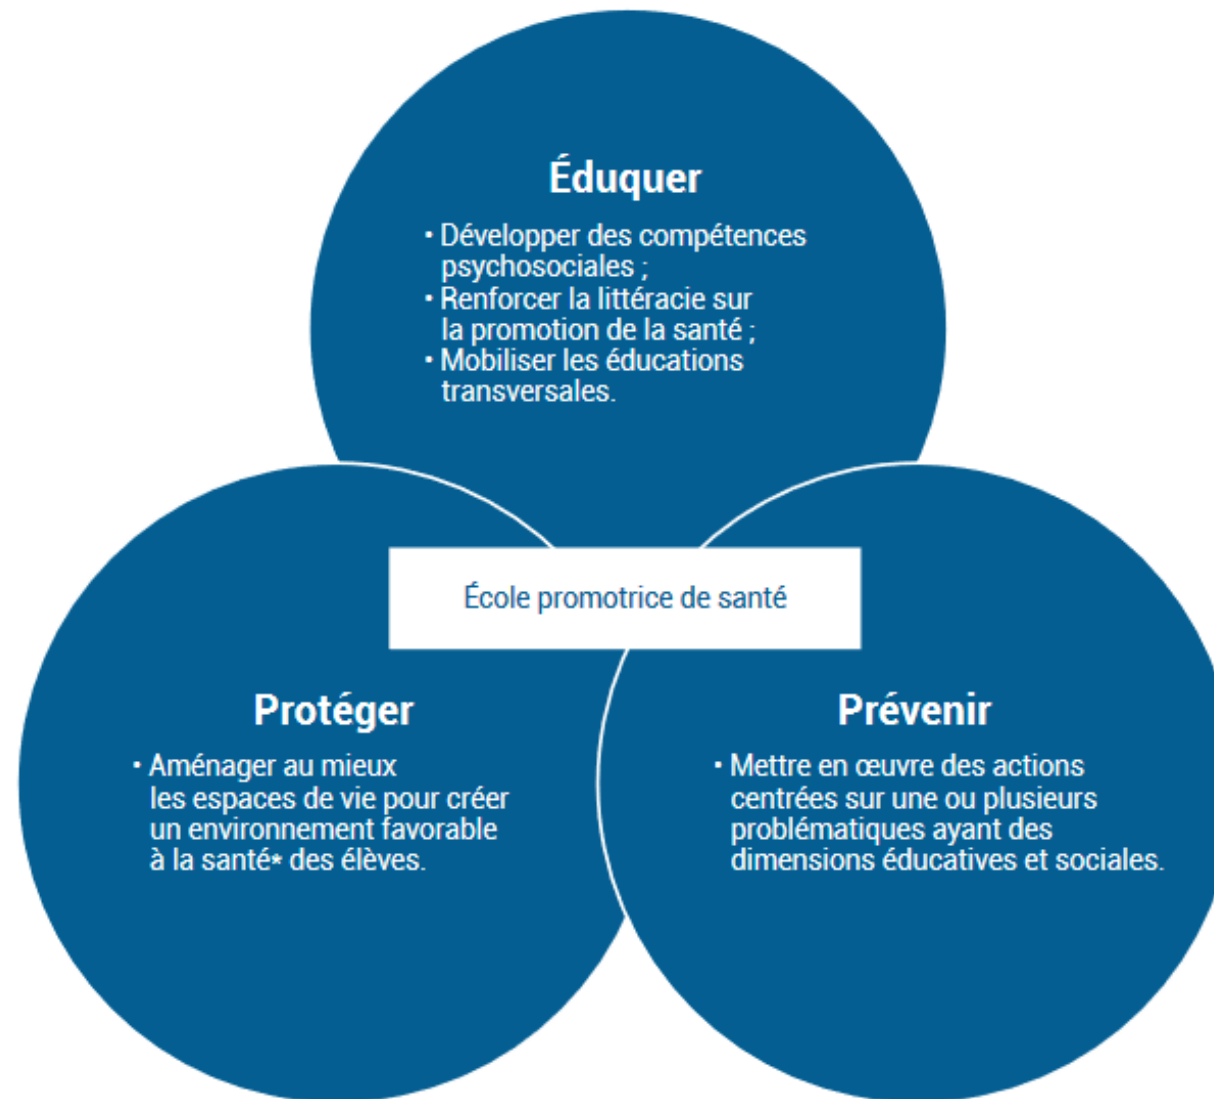 Éduquer
• Développer des compétences
psychosociales ;
• Renforcer la littéracie sur
la promotion de la santé ;
• Mobiliser les éducations
transversales.
École promotrice de santé
Protéger
• Aménager au mieux
les espaces de vie pour créer
un environnement favorable
à la santé* des élèves.
Prévenir
• Mettre en œuvre des actions
centrées sur une ou plusieurs
problématiques ayant des
dimensions éducatives et sociales.